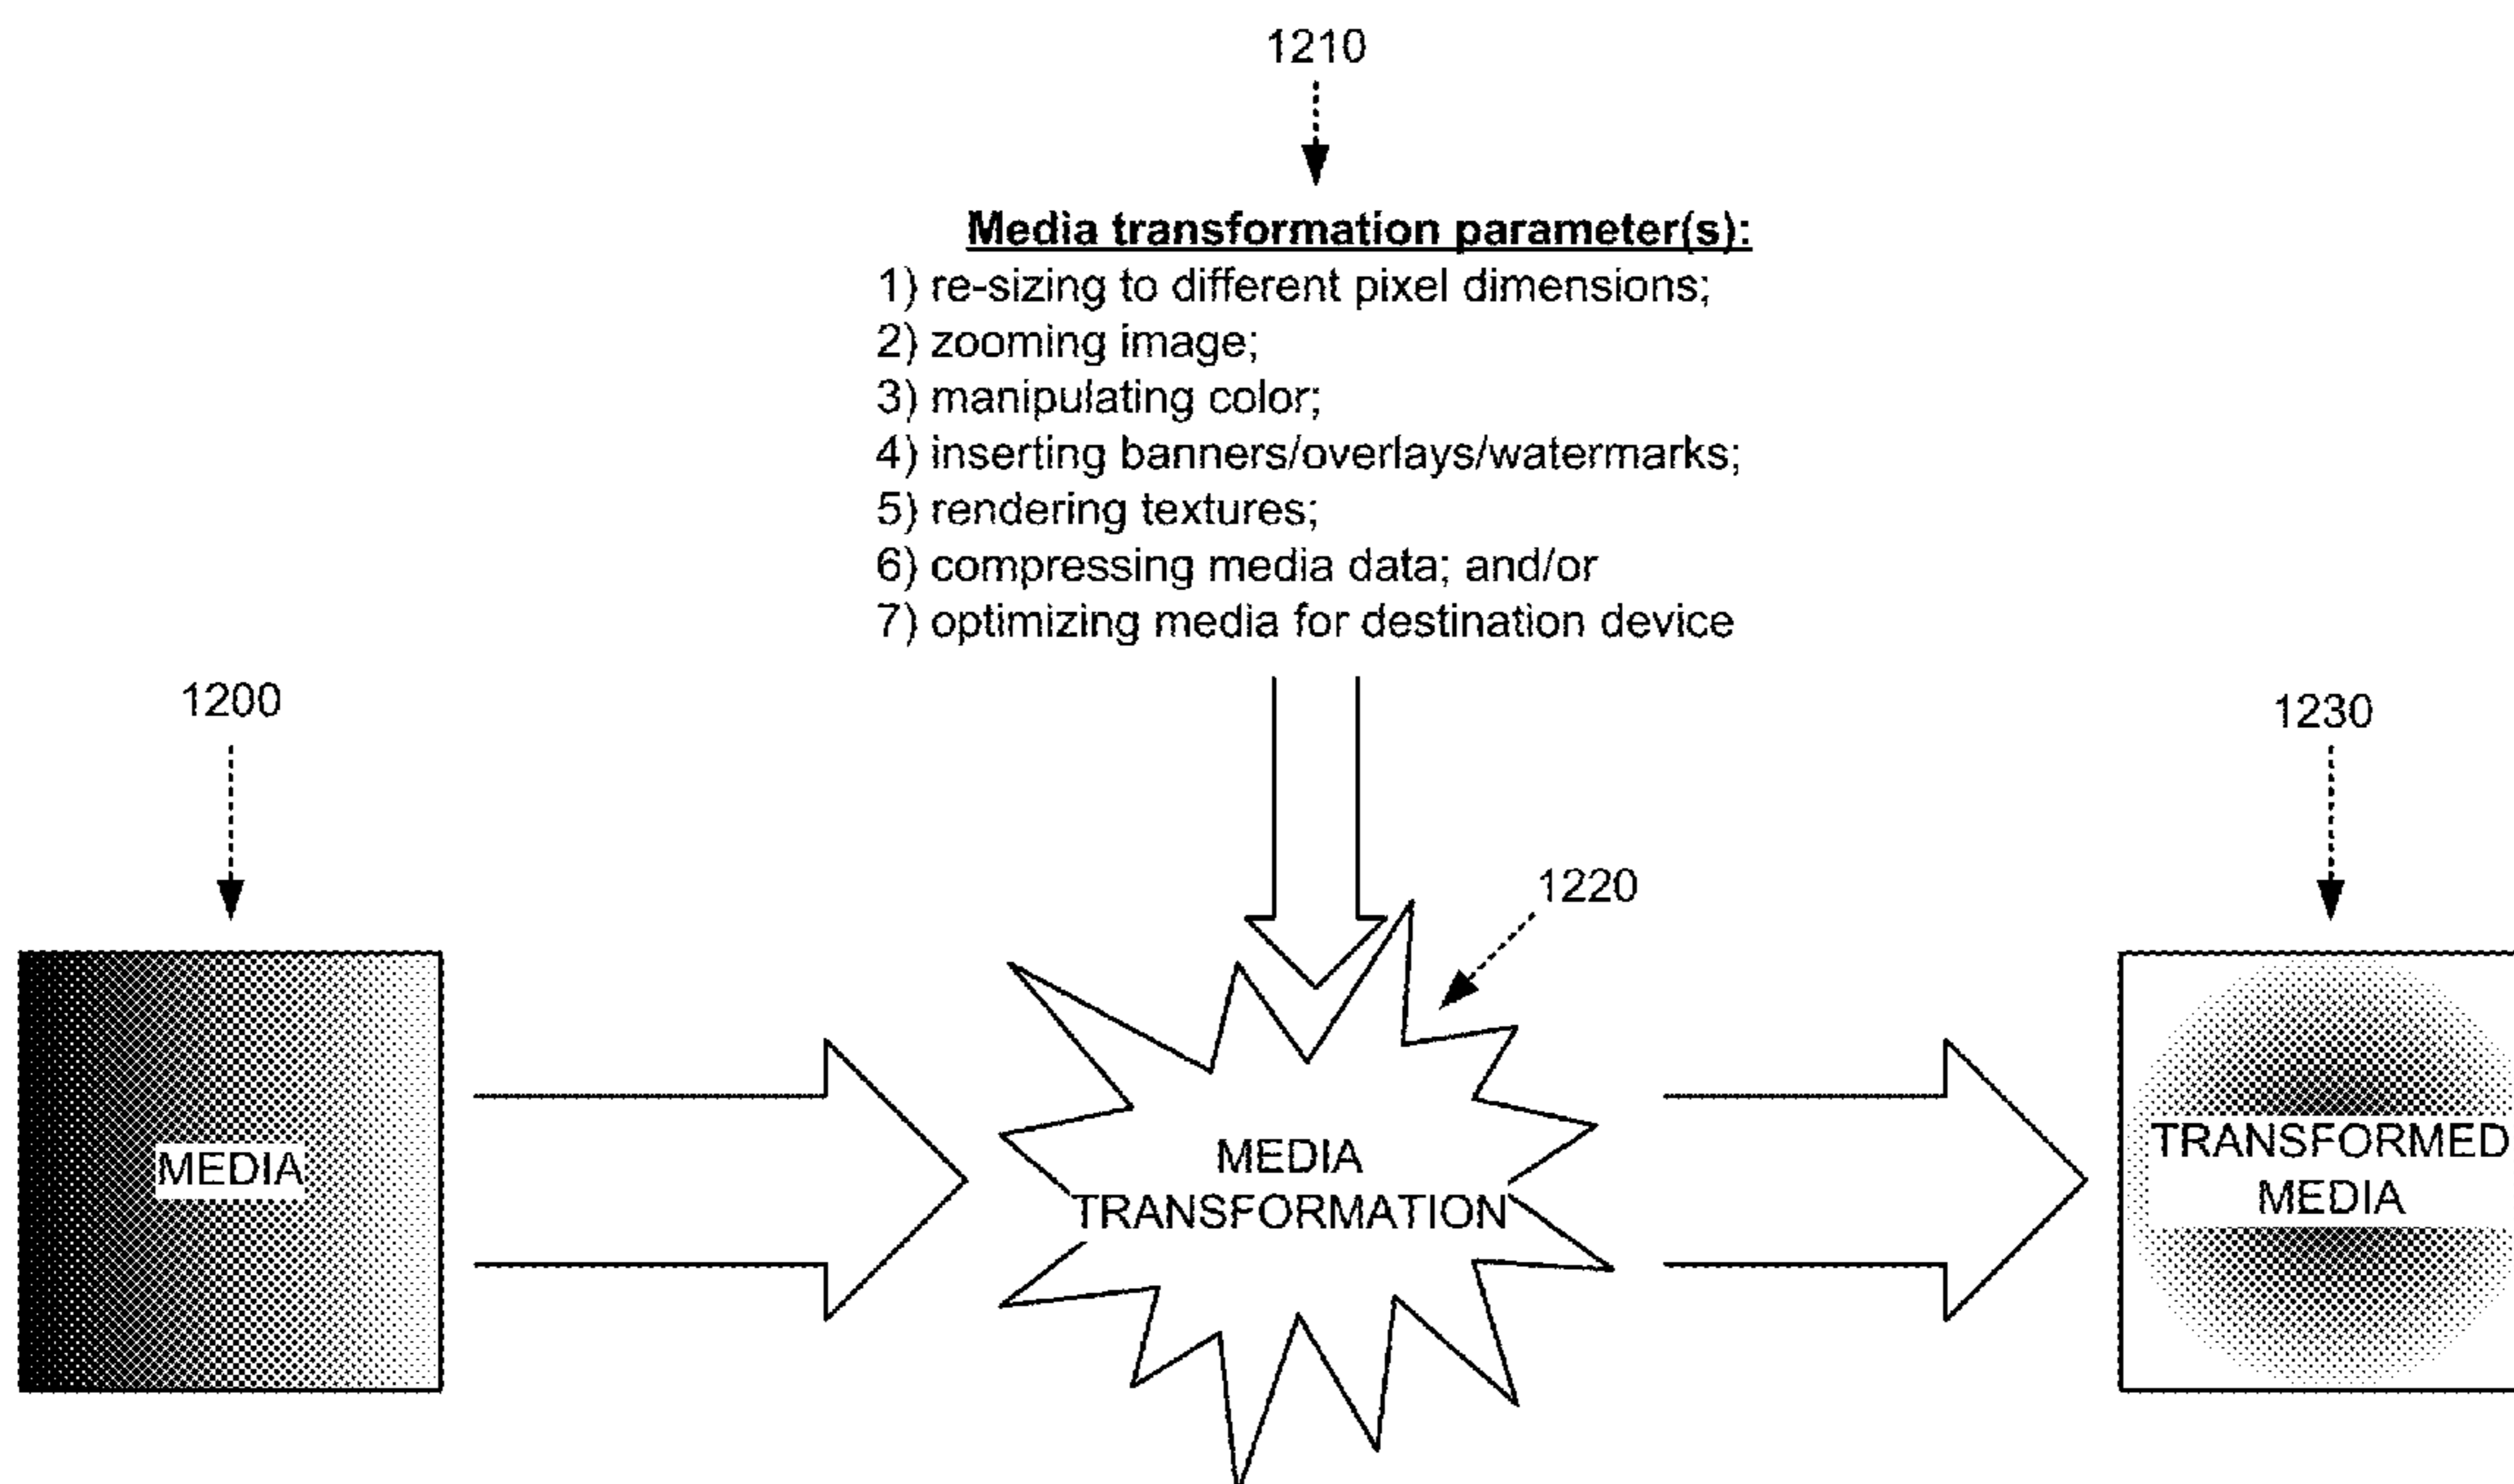 1210
Media transformation parameter(s):
1) re-sizing to different pixel dimensions;
2) zooming image;
3) manipulating color;
4) inserting banners/overlays/watermarks;
5) rendering textures;
6) compressing media data; and/or
7) optimizing media for destination device
1200
1230
1220
MEDIA
MEDIA
TRANSFORMATION
TRANSFORMED
MEDIA